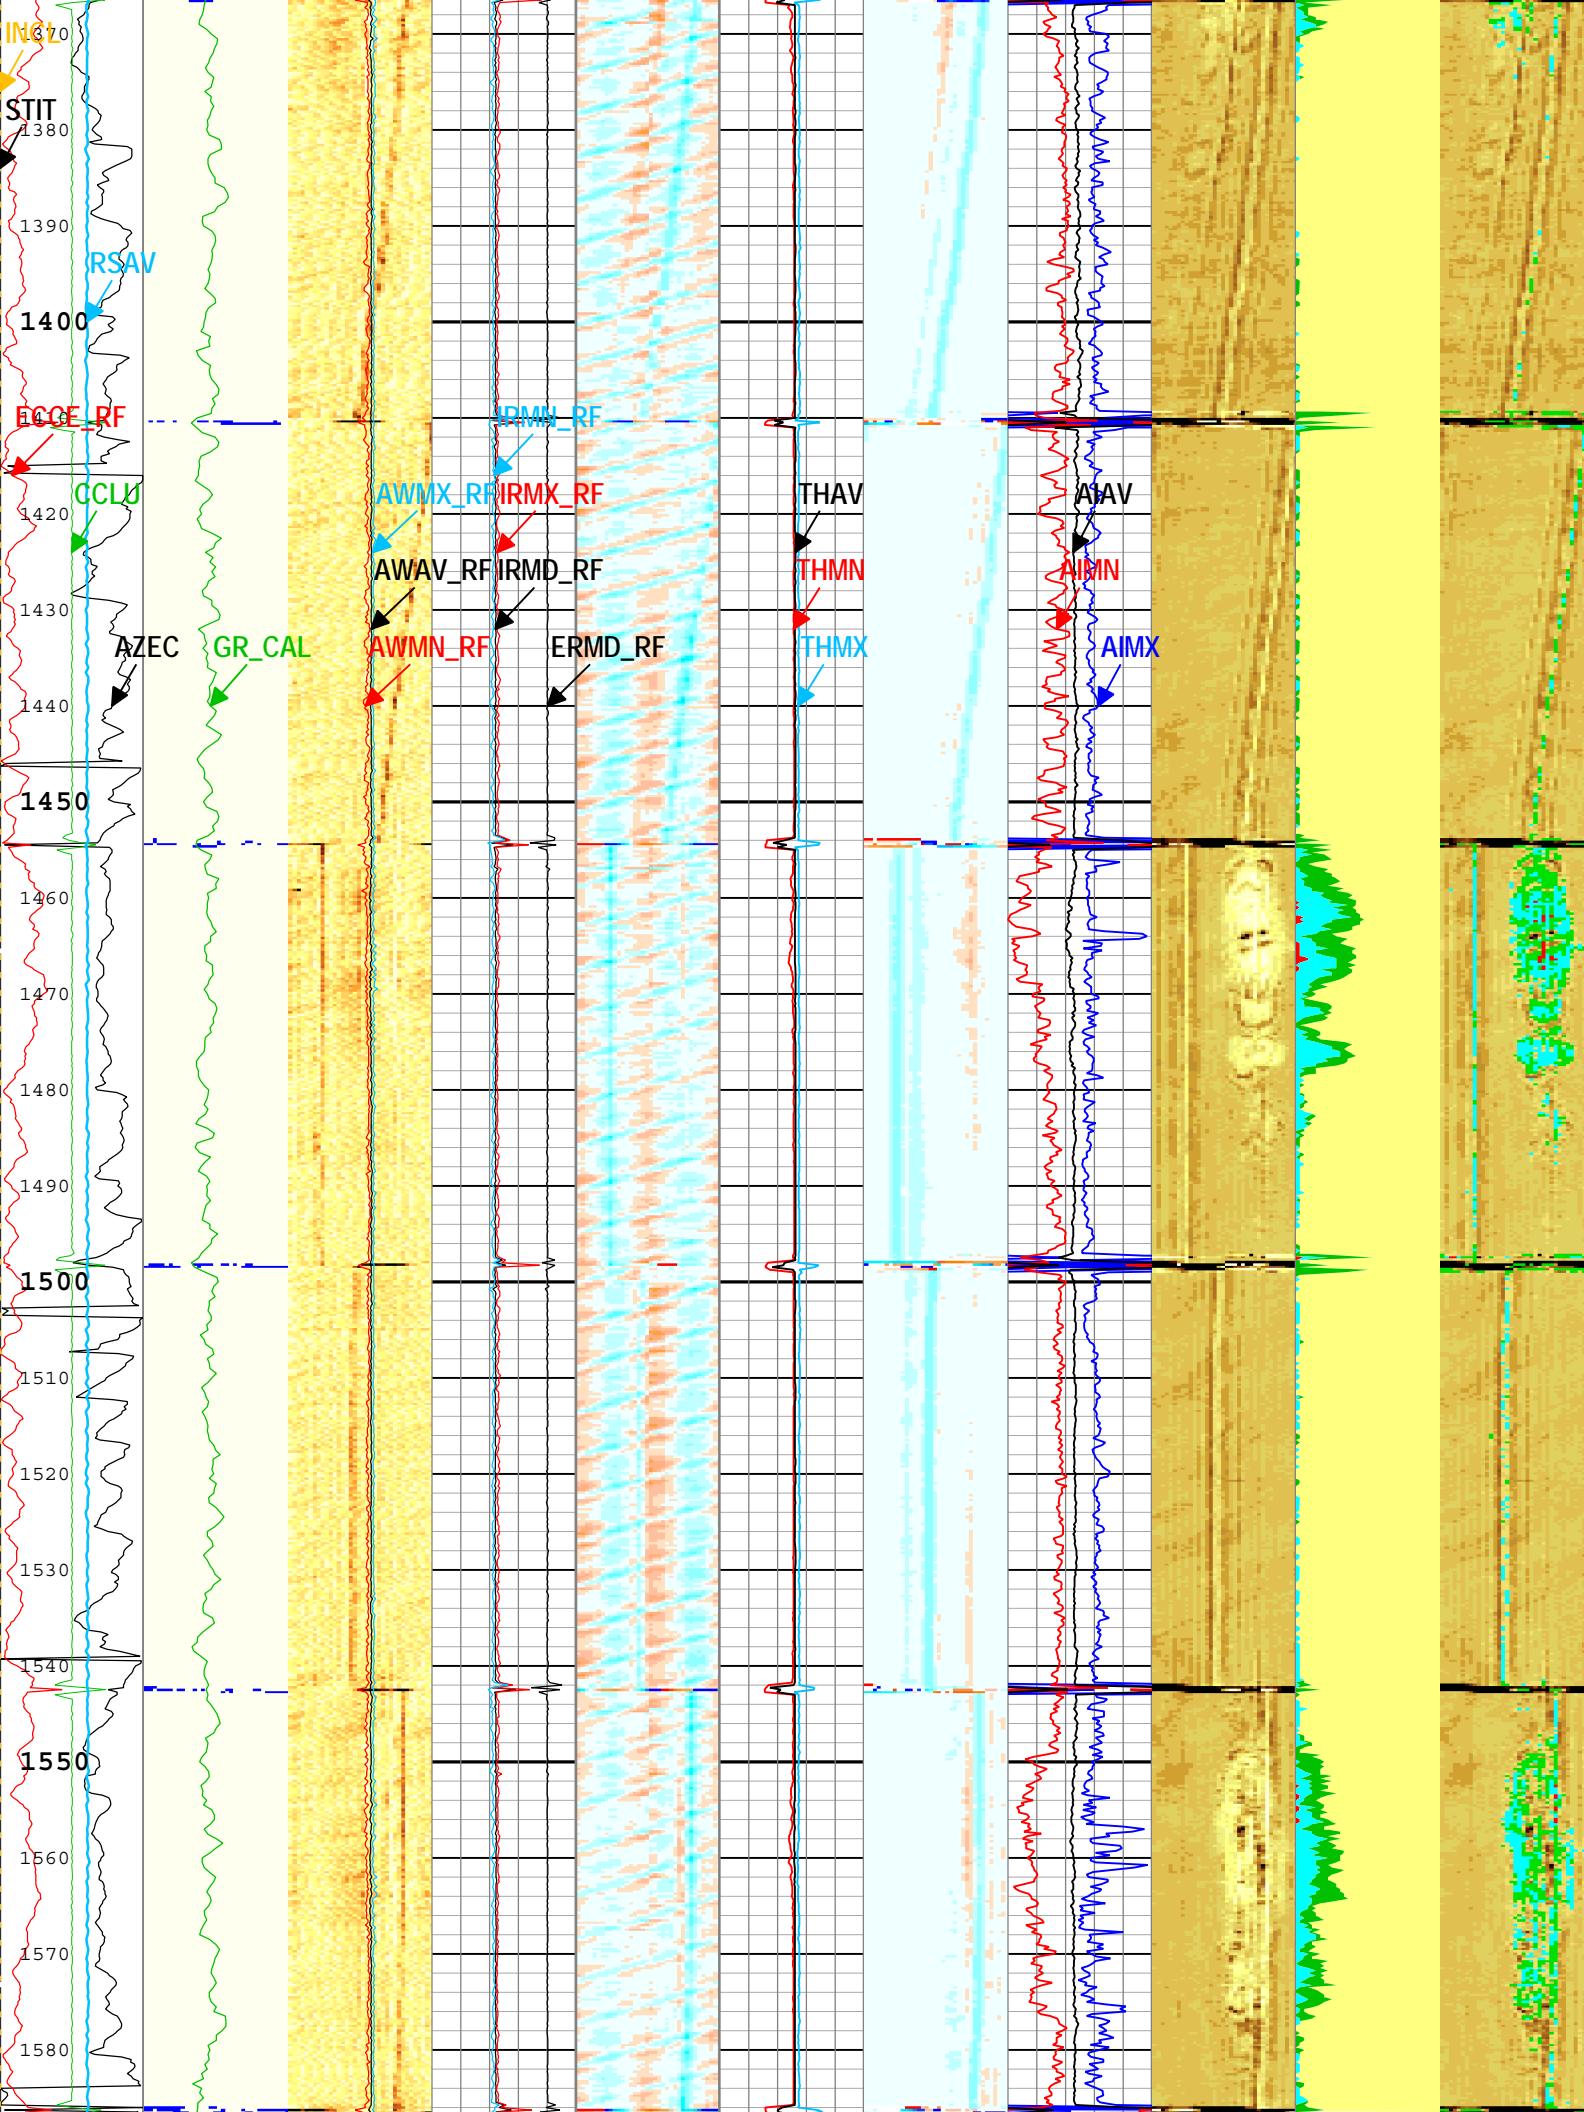 INCL
1370
STIT
1380
1390
RSAV
1400
1410
ECCE_RF
IRMN_RF
CCLU
AWMX_RF
IRMX_RF
THAV
AIAV
1420
AWAV_RF
IRMD_RF
THMN
AIMN
1430
AZEC
GR_CAL
AWMN_RF
ERMD_RF
THMX
AIMX
1440
1450
1460
1470
1480
1490
1500
1510
1520
1530
1540
1550
1560
1570
1580